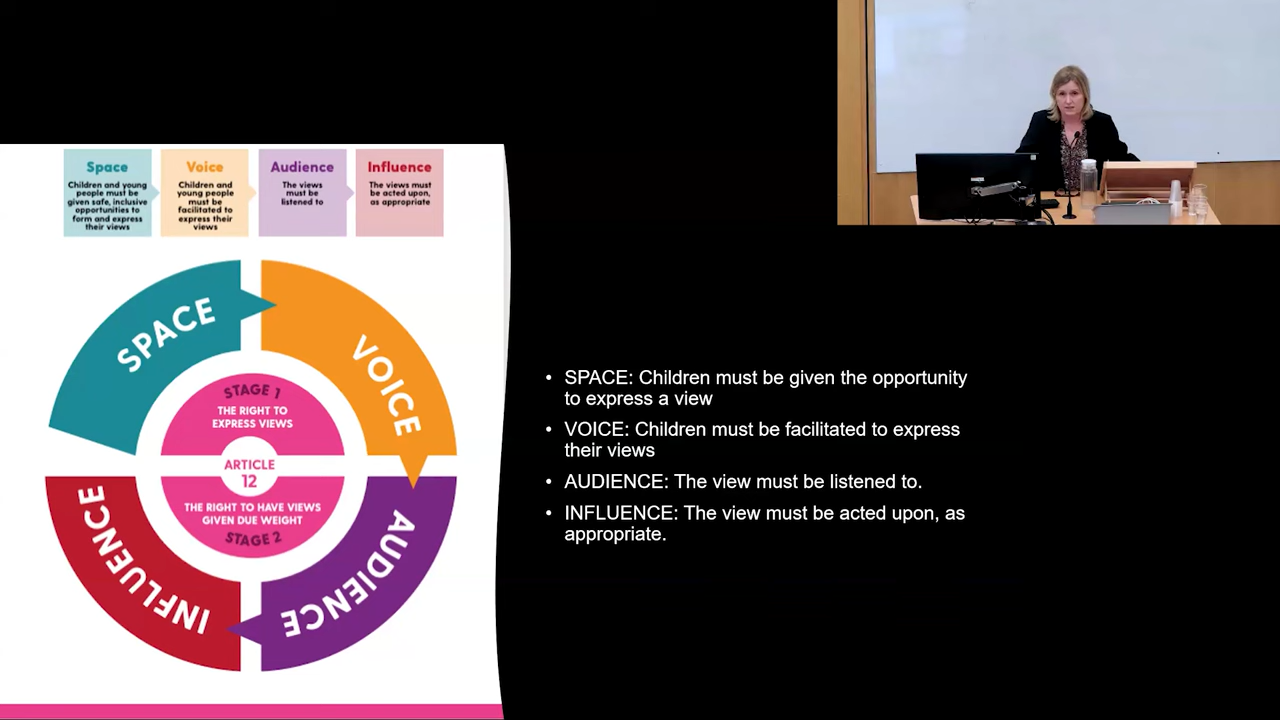 Space
Children and young
people must be
given safe, inclusive
opportunities to
form and express
their views
Voice
Children and
young people
must be
facilitated to
express their
views
Audience
The views
must be
listened to
Influence
The views must
be acted upon,
as appropriate
SPACE
VOICE
AUDIENCE
INFLUENCE
STAGE 1
THE RIGHT TO
EXPRESS VIEWS
ARTICLE
12
THE RIGHT TO HAVE VIEWS
GIVEN DUE WEIGHT
STAGE 2
• SPACE: Children must be given the opportunity
to express a view
• VOICE: Children must be facilitated to express
their views
• AUDIENCE: The view must be listened to.
• INFLUENCE: The view must be acted upon, as
appropriate.